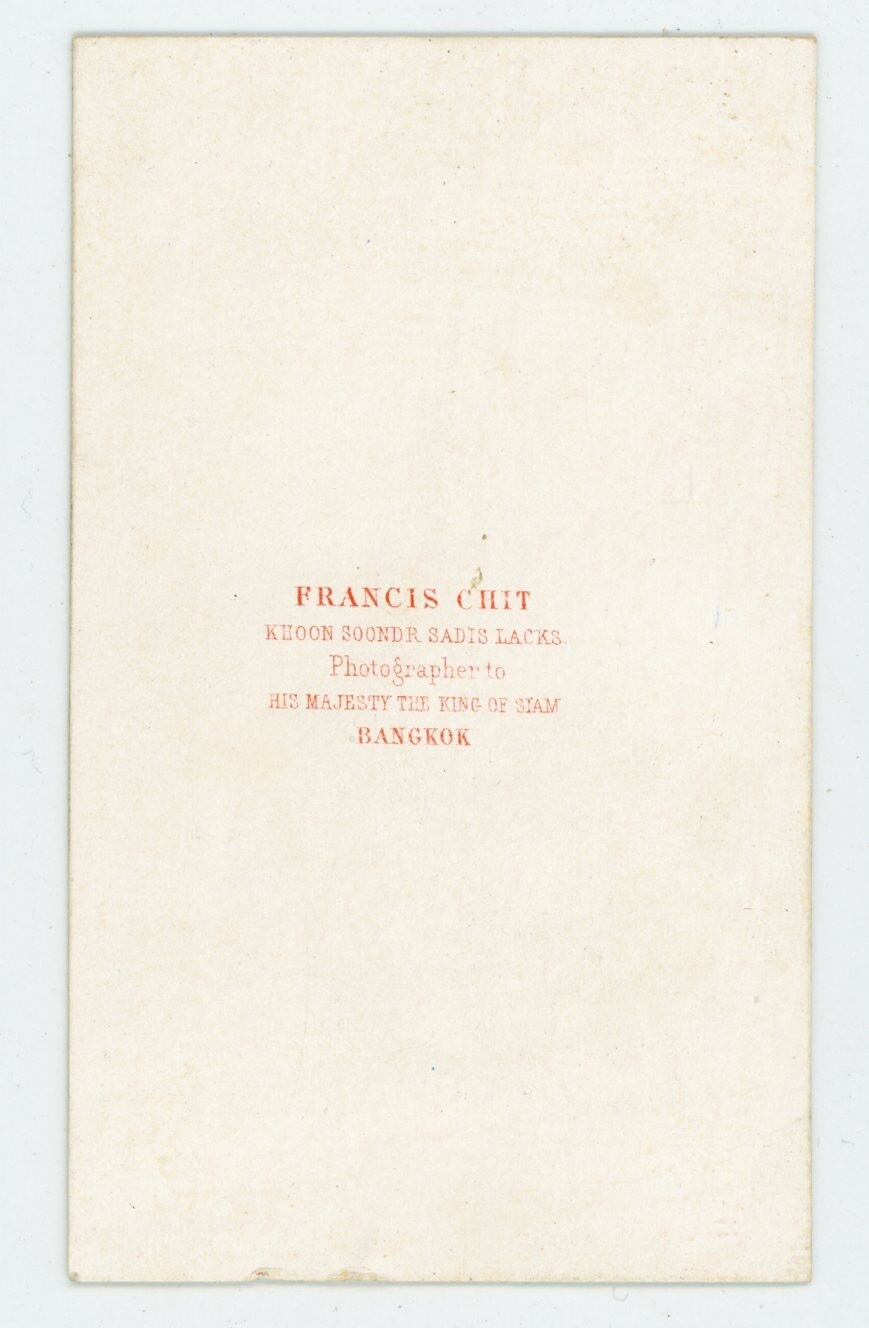 FRANCIS CHIT
KHOON SOONDR SADIS LACKS.
Photographer to
HIS MAJESTY THE KING OF SIAM
BANGKOK